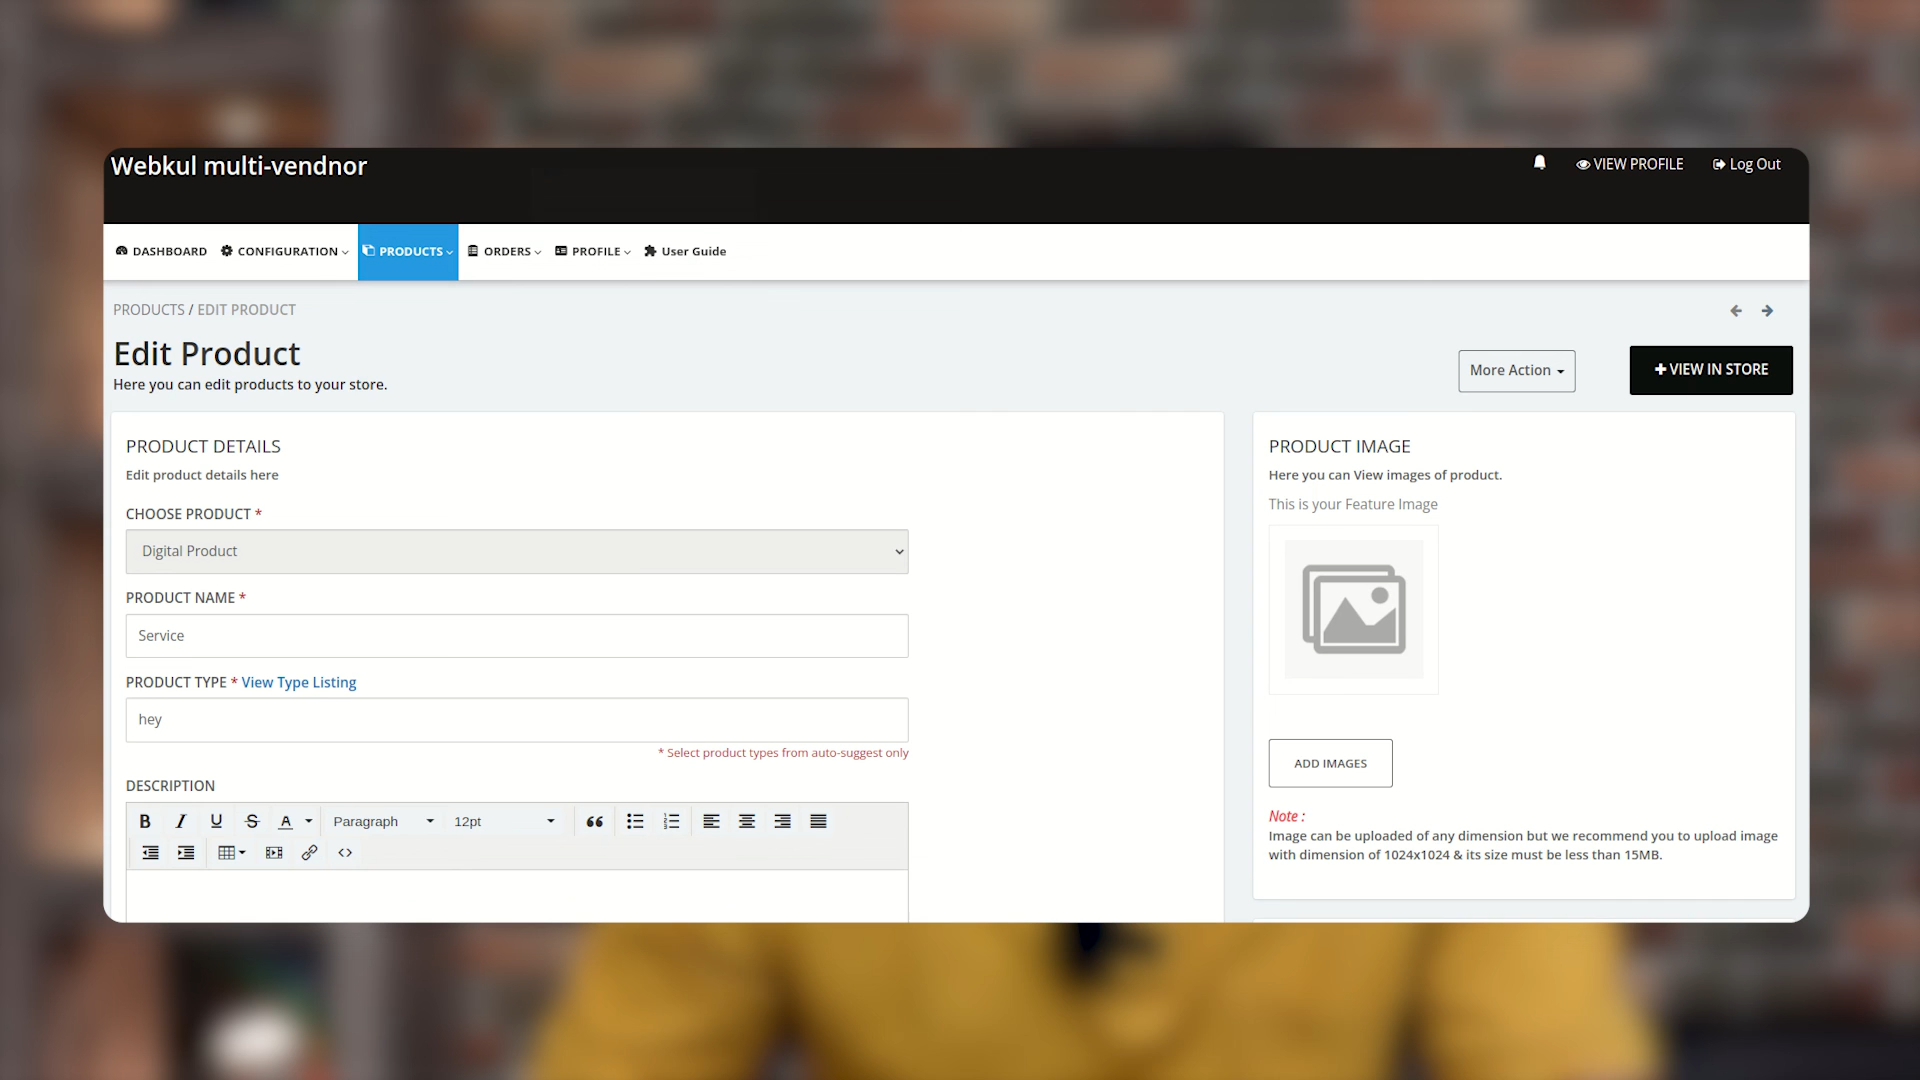 Webkul multi-vendnor
VIEW PROFILE
Log Out
DASHBOARD
CONFIGURATION
PRODUCTS
ORDERS
PROFILE
User Guide
PRODUCTS / EDIT PRODUCT
Edit Product
Here you can edit products to your store.
More Action
VIEW IN STORE
PRODUCT DETAILS
Edit product details here
CHOOSE PRODUCT *
Digital Product
PRODUCT NAME *
Service
PRODUCT TYPE * View Type Listing
hey
* Select product types from auto-suggest only
DESCRIPTION
B I U S A Paragraph 12pt
PRODUCT IMAGE
Here you can View images of product.
This is your Feature Image
ADD IMAGES
Note :
Image can be uploaded of any dimension but we recommend you to upload image
with dimension of 1024x1024 & its size must be less than 15MB.